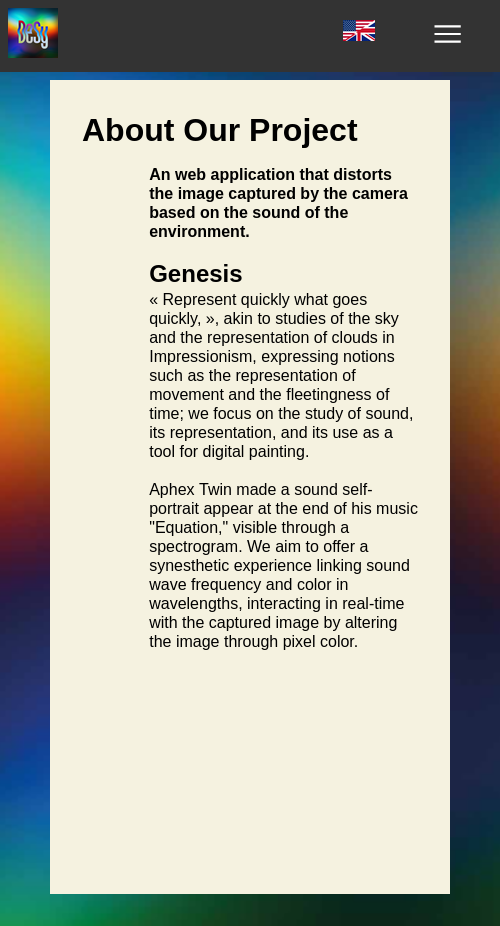 BeSy
About Our Project
An web application that distorts
the image captured by the camera
based on the sound of the
environment.
Genesis
« Represent quickly what goes
quickly, », akin to studies of the sky
and the representation of clouds in
Impressionism, expressing notions
such as the representation of
movement and the fleetingness of
time; we focus on the study of sound,
its representation, and its use as a
tool for digital painting.
Aphex Twin made a sound self-
portrait appear at the end of his music
"Equation," visible through a
spectrogram. We aim to offer a
synesthetic experience linking sound
wave frequency and color in
wavelengths, interacting in real-time
with the captured image by altering
the image through pixel color.